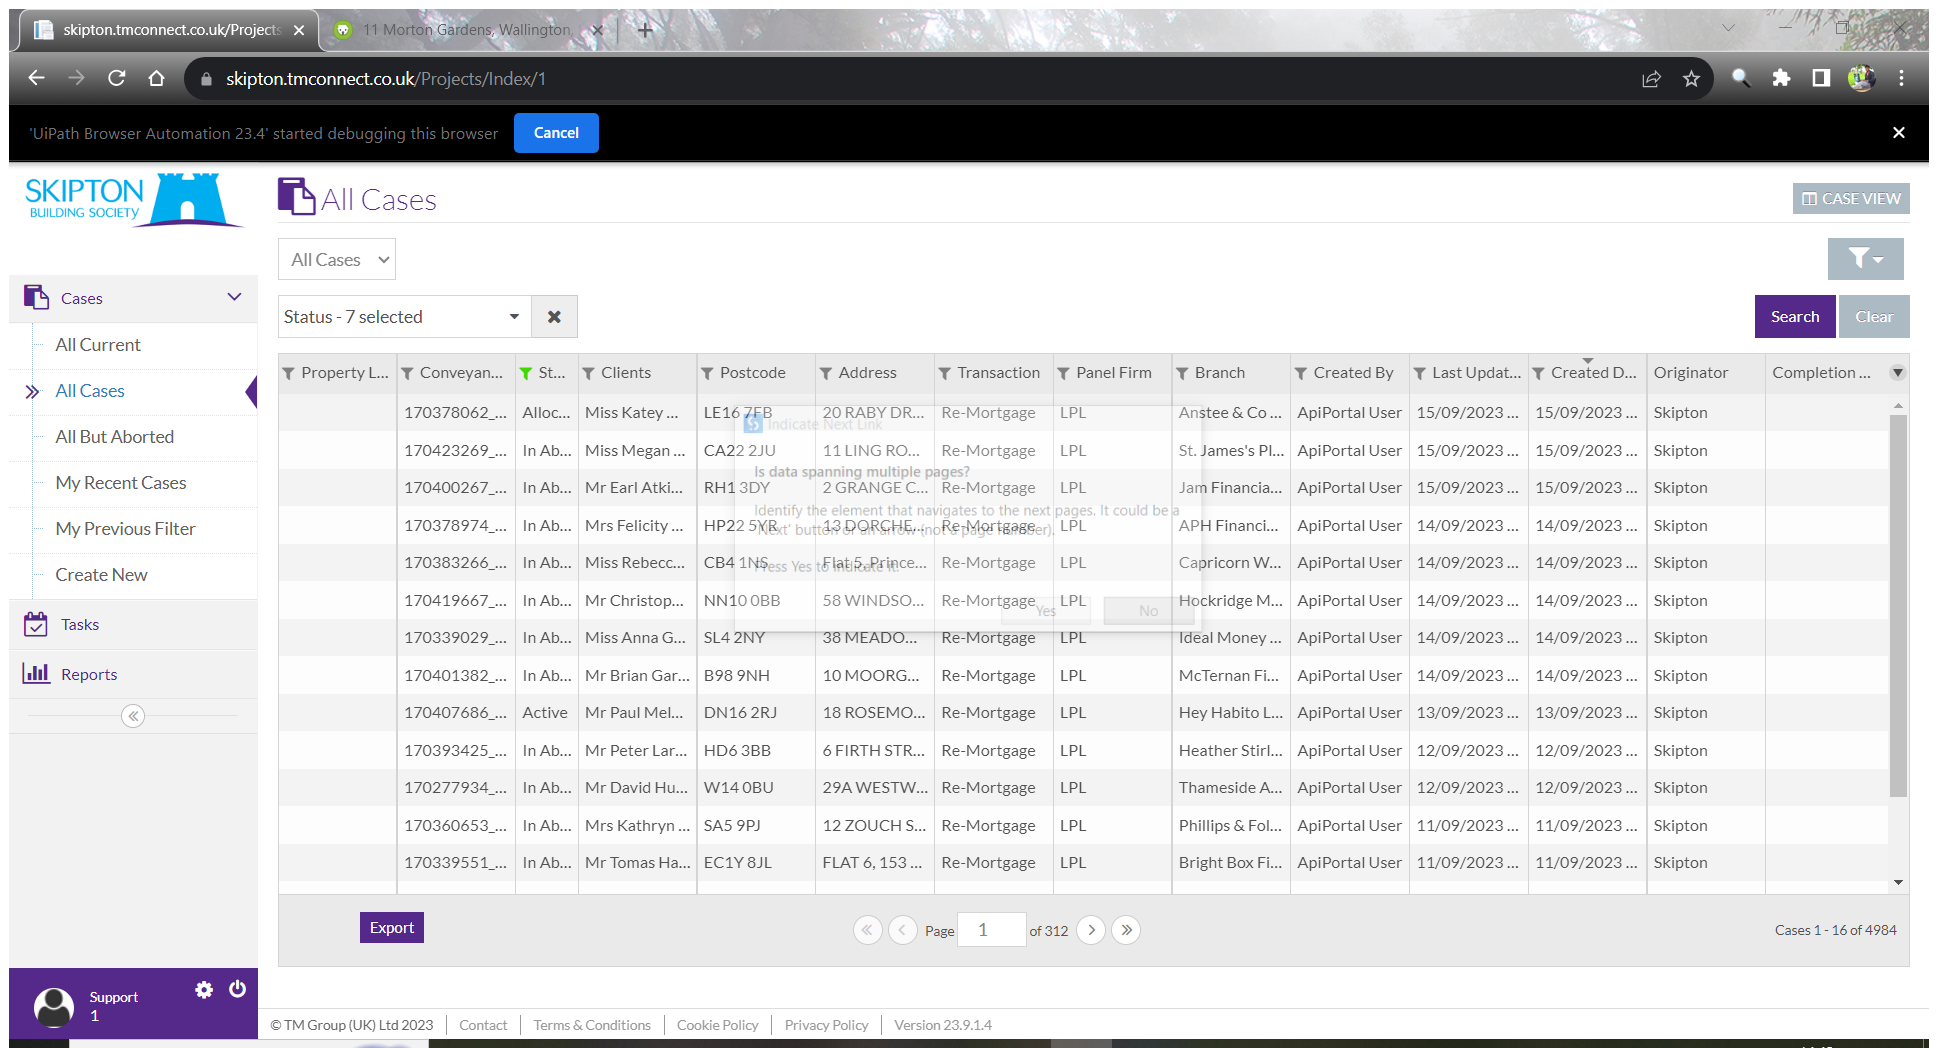 skipton.tmconnect.co.uk/Projects
11 Morton Gardens, Wallington,
skipton.tmconnect.co.uk/Projects/Index/1
'UiPath Browser Automation 23.4' started debugging this browser
Cancel
SKIPTON
BUILDING SOCIETY
All Cases
CASE VIEW
All Cases
Status - 7 selected
Search
Clear
Cases
All Current
All Cases
All But Aborted
My Recent Cases
My Previous Filter
Create New
Tasks
Reports
Support
1
Property L... Conveyan... St... Clients Postcode Address Transaction Panel Firm Branch Created By Last Updat... Created D... Originator Completion ...
170378062_... Alloc... Miss Katey ... LE16 7FB 20 RABY DR... Re-Mortgage LPL Anstee & Co ... ApiPortal User 15/09/2023 ... 15/09/2023 ... Skipton
170423269_... In Ab... Miss Megan ... CA22 2JU 11 LING RO... Re-Mortgage LPL St. James's Pl... ApiPortal User 15/09/2023 ... 15/09/2023 ... Skipton
170400267_... In Ab... Mr Earl Atki... RH1 3DY 2 GRANGE C... Re-Mortgage LPL Jam Financia... ApiPortal User 15/09/2023 ... 15/09/2023 ... Skipton
170378974_... In Ab... Mrs Felicity ... HP22 5YR 13 DORCHE... Re-Mortgage LPL APH Financi... ApiPortal User 14/09/2023 ... 14/09/2023 ... Skipton
170383266_... In Ab... Miss Rebecc... CB4 1NS Flat 5, Prince... Re-Mortgage LPL Capricorn W... ApiPortal User 14/09/2023 ... 14/09/2023 ... Skipton
170419667_... In Ab... Mr Christop... NN10 0BB 58 WINDSO... Re-Mortgage LPL Hockridge M... ApiPortal User 14/09/2023 ... 14/09/2023 ... Skipton
170339029_... In Ab... Miss Anna G... SL4 2NY 38 MEADO... Re-Mortgage LPL Ideal Money ... ApiPortal User 14/09/2023 ... 14/09/2023 ... Skipton
170401382_... In Ab... Mr Brian Gar... B98 9NH 10 MOORG... Re-Mortgage LPL McTernan Fi... ApiPortal User 14/09/2023 ... 14/09/2023 ... Skipton
170407686_... Active Mr Paul Mel... DN16 2RJ 18 ROSEMO... Re-Mortgage LPL Hey Habito L... ApiPortal User 13/09/2023 ... 13/09/2023 ... Skipton
170393425_... In Ab... Mr Peter Lar... HD6 3BB 6 FIRTH STR... Re-Mortgage LPL Heather Stirl... ApiPortal User 12/09/2023 ... 12/09/2023 ... Skipton
170277934_... In Ab... Mr David Hu... W14 0BU 29A WESTW... Re-Mortgage LPL Thameside A... ApiPortal User 12/09/2023 ... 12/09/2023 ... Skipton
170360653_... In Ab... Mrs Kathryn ... SA5 9PJ 12 ZOUCH S... Re-Mortgage LPL Phillips & Fol... ApiPortal User 11/09/2023 ... 11/09/2023 ... Skipton
170339551_... In Ab... Mr Tomas Ha... EC1Y 8JL FLAT 6, 153 ... Re-Mortgage LPL Bright Box Fi... ApiPortal User 11/09/2023 ... 11/09/2023 ... Skipton
Indicate Next Link
Is data spanning multiple pages?
Identify the element that navigates to the next pages. It could be a
'Next' button or an arrow (not a page number).
Press Yes to indicate it.
Yes
No
Export
Page 1 of 312
Cases 1 - 16 of 4984
© TM Group (UK) Ltd 2023 Contact Terms & Conditions Cookie Policy Privacy Policy Version 23.9.1.4